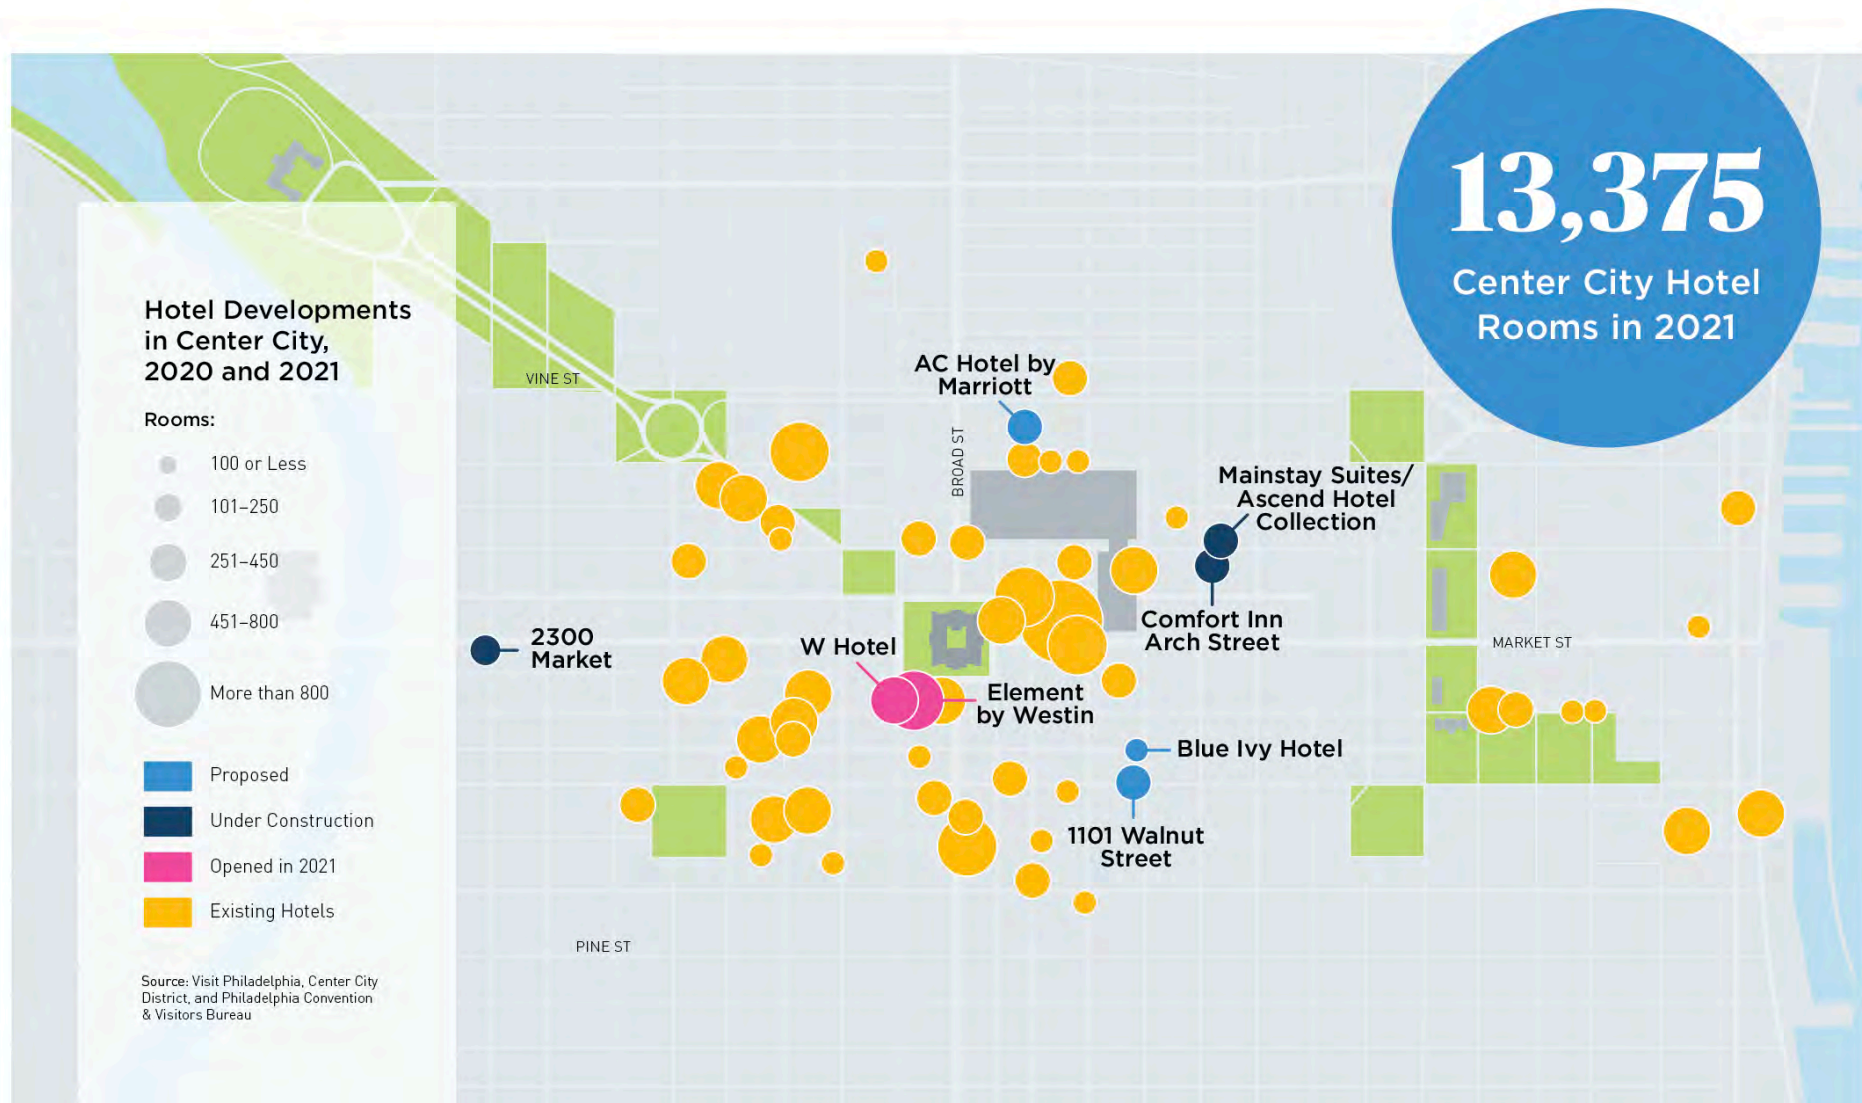 13,375
Center City Hotel
Rooms in 2021
Hotel Developments
in Center City,
2020 and 2021
Rooms:
100 or Less
101–250
251–450
451–800
More than 800
Proposed
Under Construction
Opened in 2021
Existing Hotels
Source: Visit Philadelphia, Center City
District, and Philadelphia Convention
& Visitors Bureau
VINE ST
BROAD ST
AC Hotel by
Marriott
Mainstay Suites/
Ascend Hotel
Collection
Comfort Inn
Arch Street
2300
Market
W Hotel
Element
by Westin
MARKET ST
Blue Ivy Hotel
1101 Walnut
Street
PINE ST